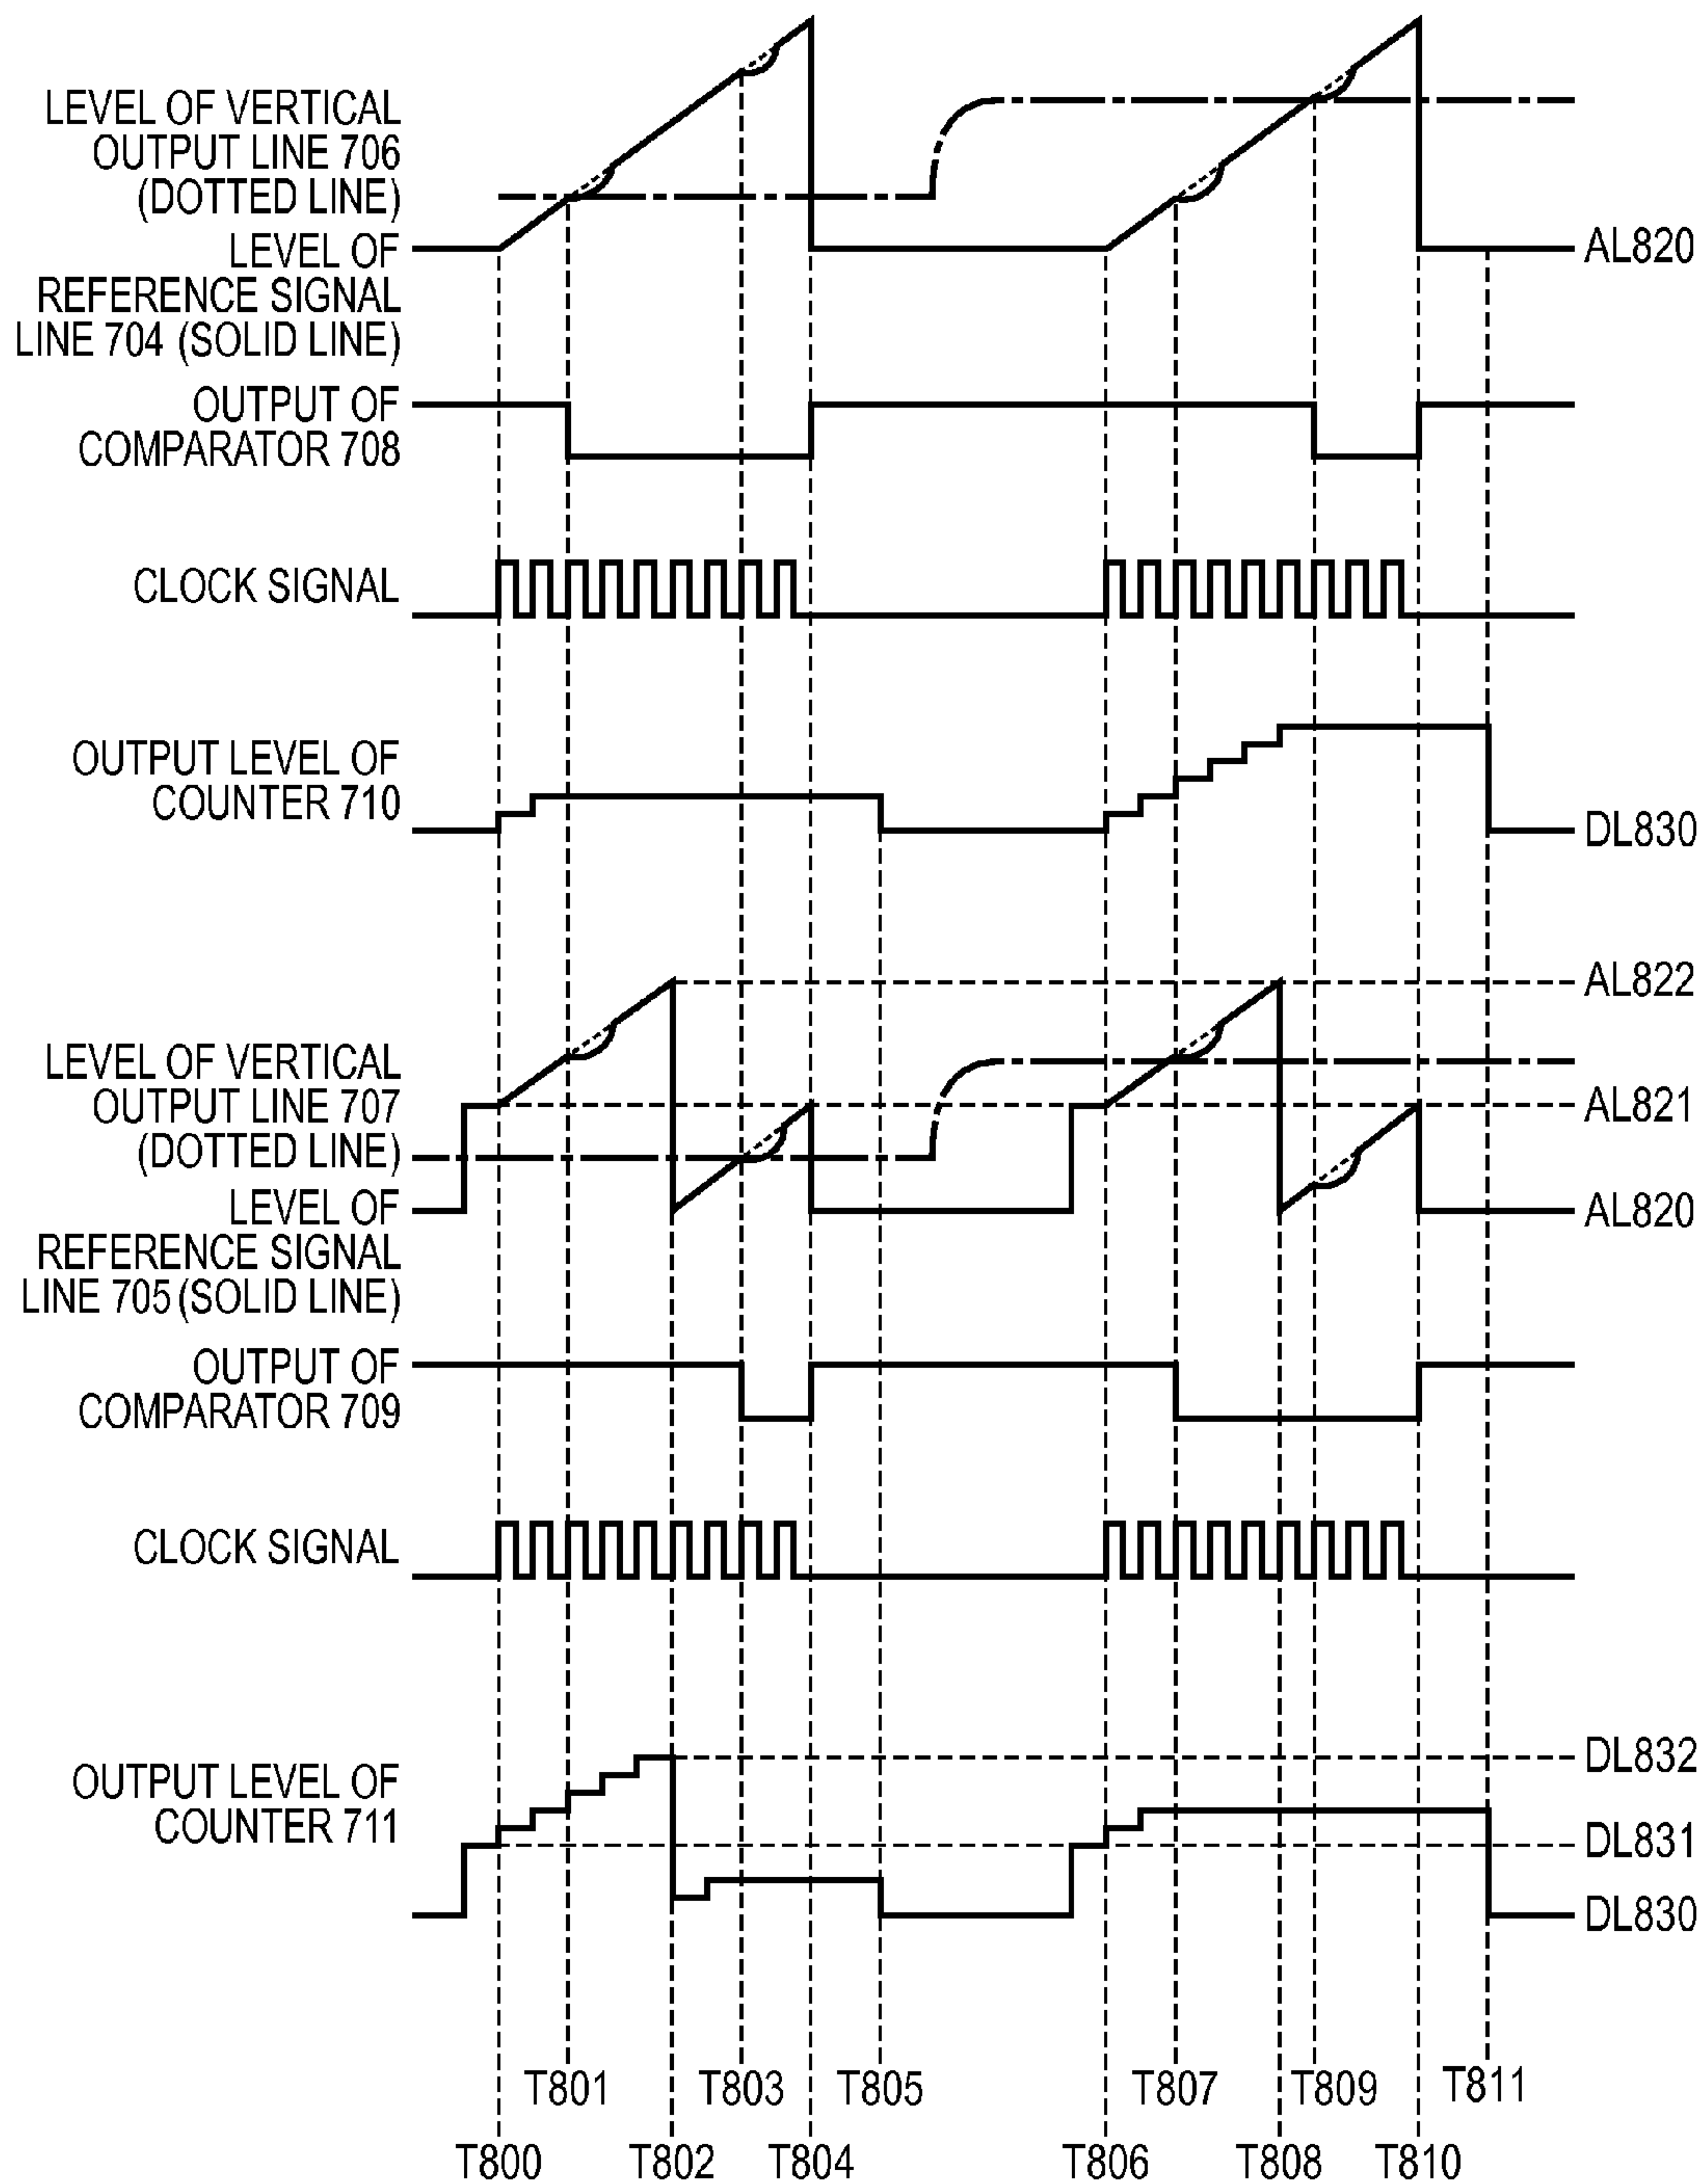 LEVEL OF VERTICAL
OUTPUT LINE 706
(DOTTED LINE)
LEVEL OF
REFERENCE SIGNAL
LINE 704 (SOLID LINE)
AL820
OUTPUT OF
COMPARATOR 708
CLOCK SIGNAL
OUTPUT LEVEL OF
COUNTER 710
DL830
AL822
LEVEL OF VERTICAL
OUTPUT LINE 707
(DOTTED LINE)
AL821
LEVEL OF
REFERENCE SIGNAL
LINE 705 (SOLID LINE)
AL820
OUTPUT OF
COMPARATOR 709
CLOCK SIGNAL
OUTPUT LEVEL OF
COUNTER 711
DL832
DL831
DL830
T801 T803 T805 T807 T809 T811
T800 T802 T804 T806 T808 T810